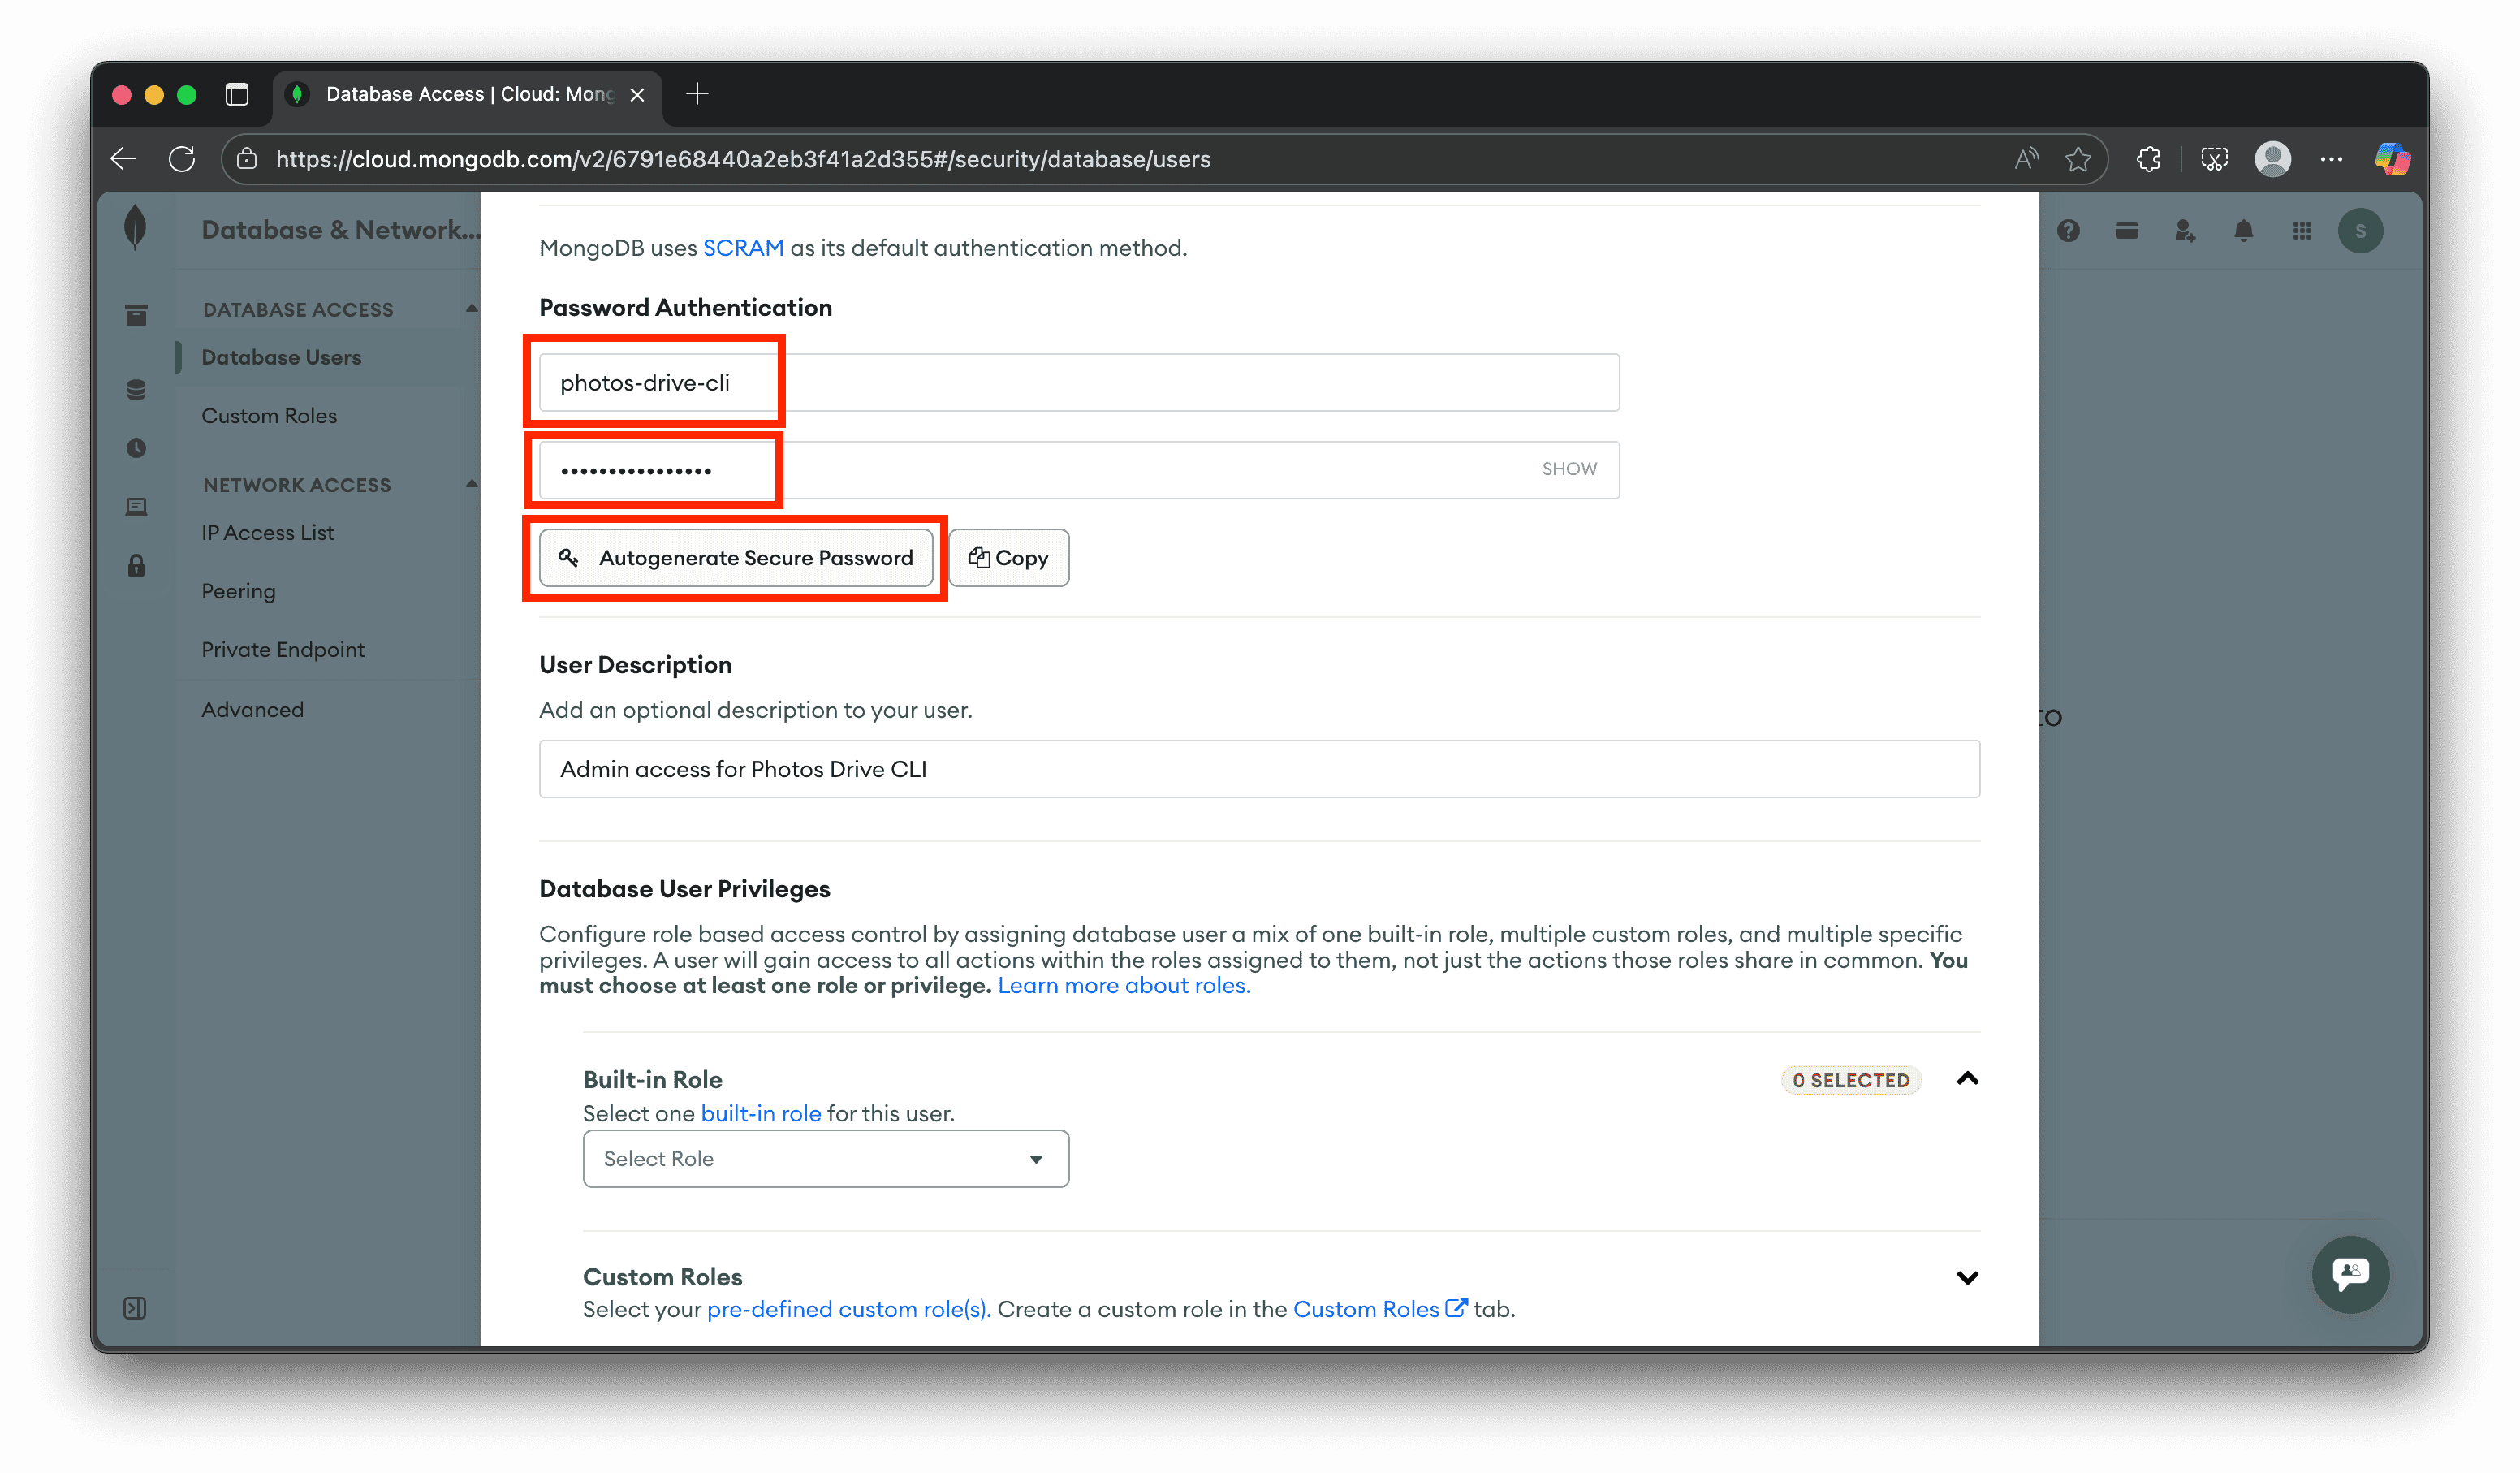 Database Access | Cloud: Mong
https://cloud.mongodb.com/v2/6791e68440a2eb3f41a2d355#/security/database/users
Database & Network...
S
DATABASE ACCESS
Database Users
Custom Roles
NETWORK ACCESS
IP Access List
Peering
Private Endpoint
Advanced
MongoDB uses SCRAM as its default authentication method.
Password Authentication
photos-drive-cli
••••••••••••••••
SHOW
Autogenerate Secure Password
Copy
User Description
Add an optional description to your user.
Admin access for Photos Drive CLI
to
Database User Privileges
Configure role based access control by assigning database user a mix of one built-in role, multiple custom roles, and multiple specific
privileges. A user will gain access to all actions within the roles assigned to them, not just the actions those roles share in common. You
must choose at least one role or privilege. Learn more about roles.
Built-in Role
0 SELECTED
Select one built-in role for this user.
Select Role
Custom Roles
Select your pre-defined custom role(s). Create a custom role in the Custom Roles tab.